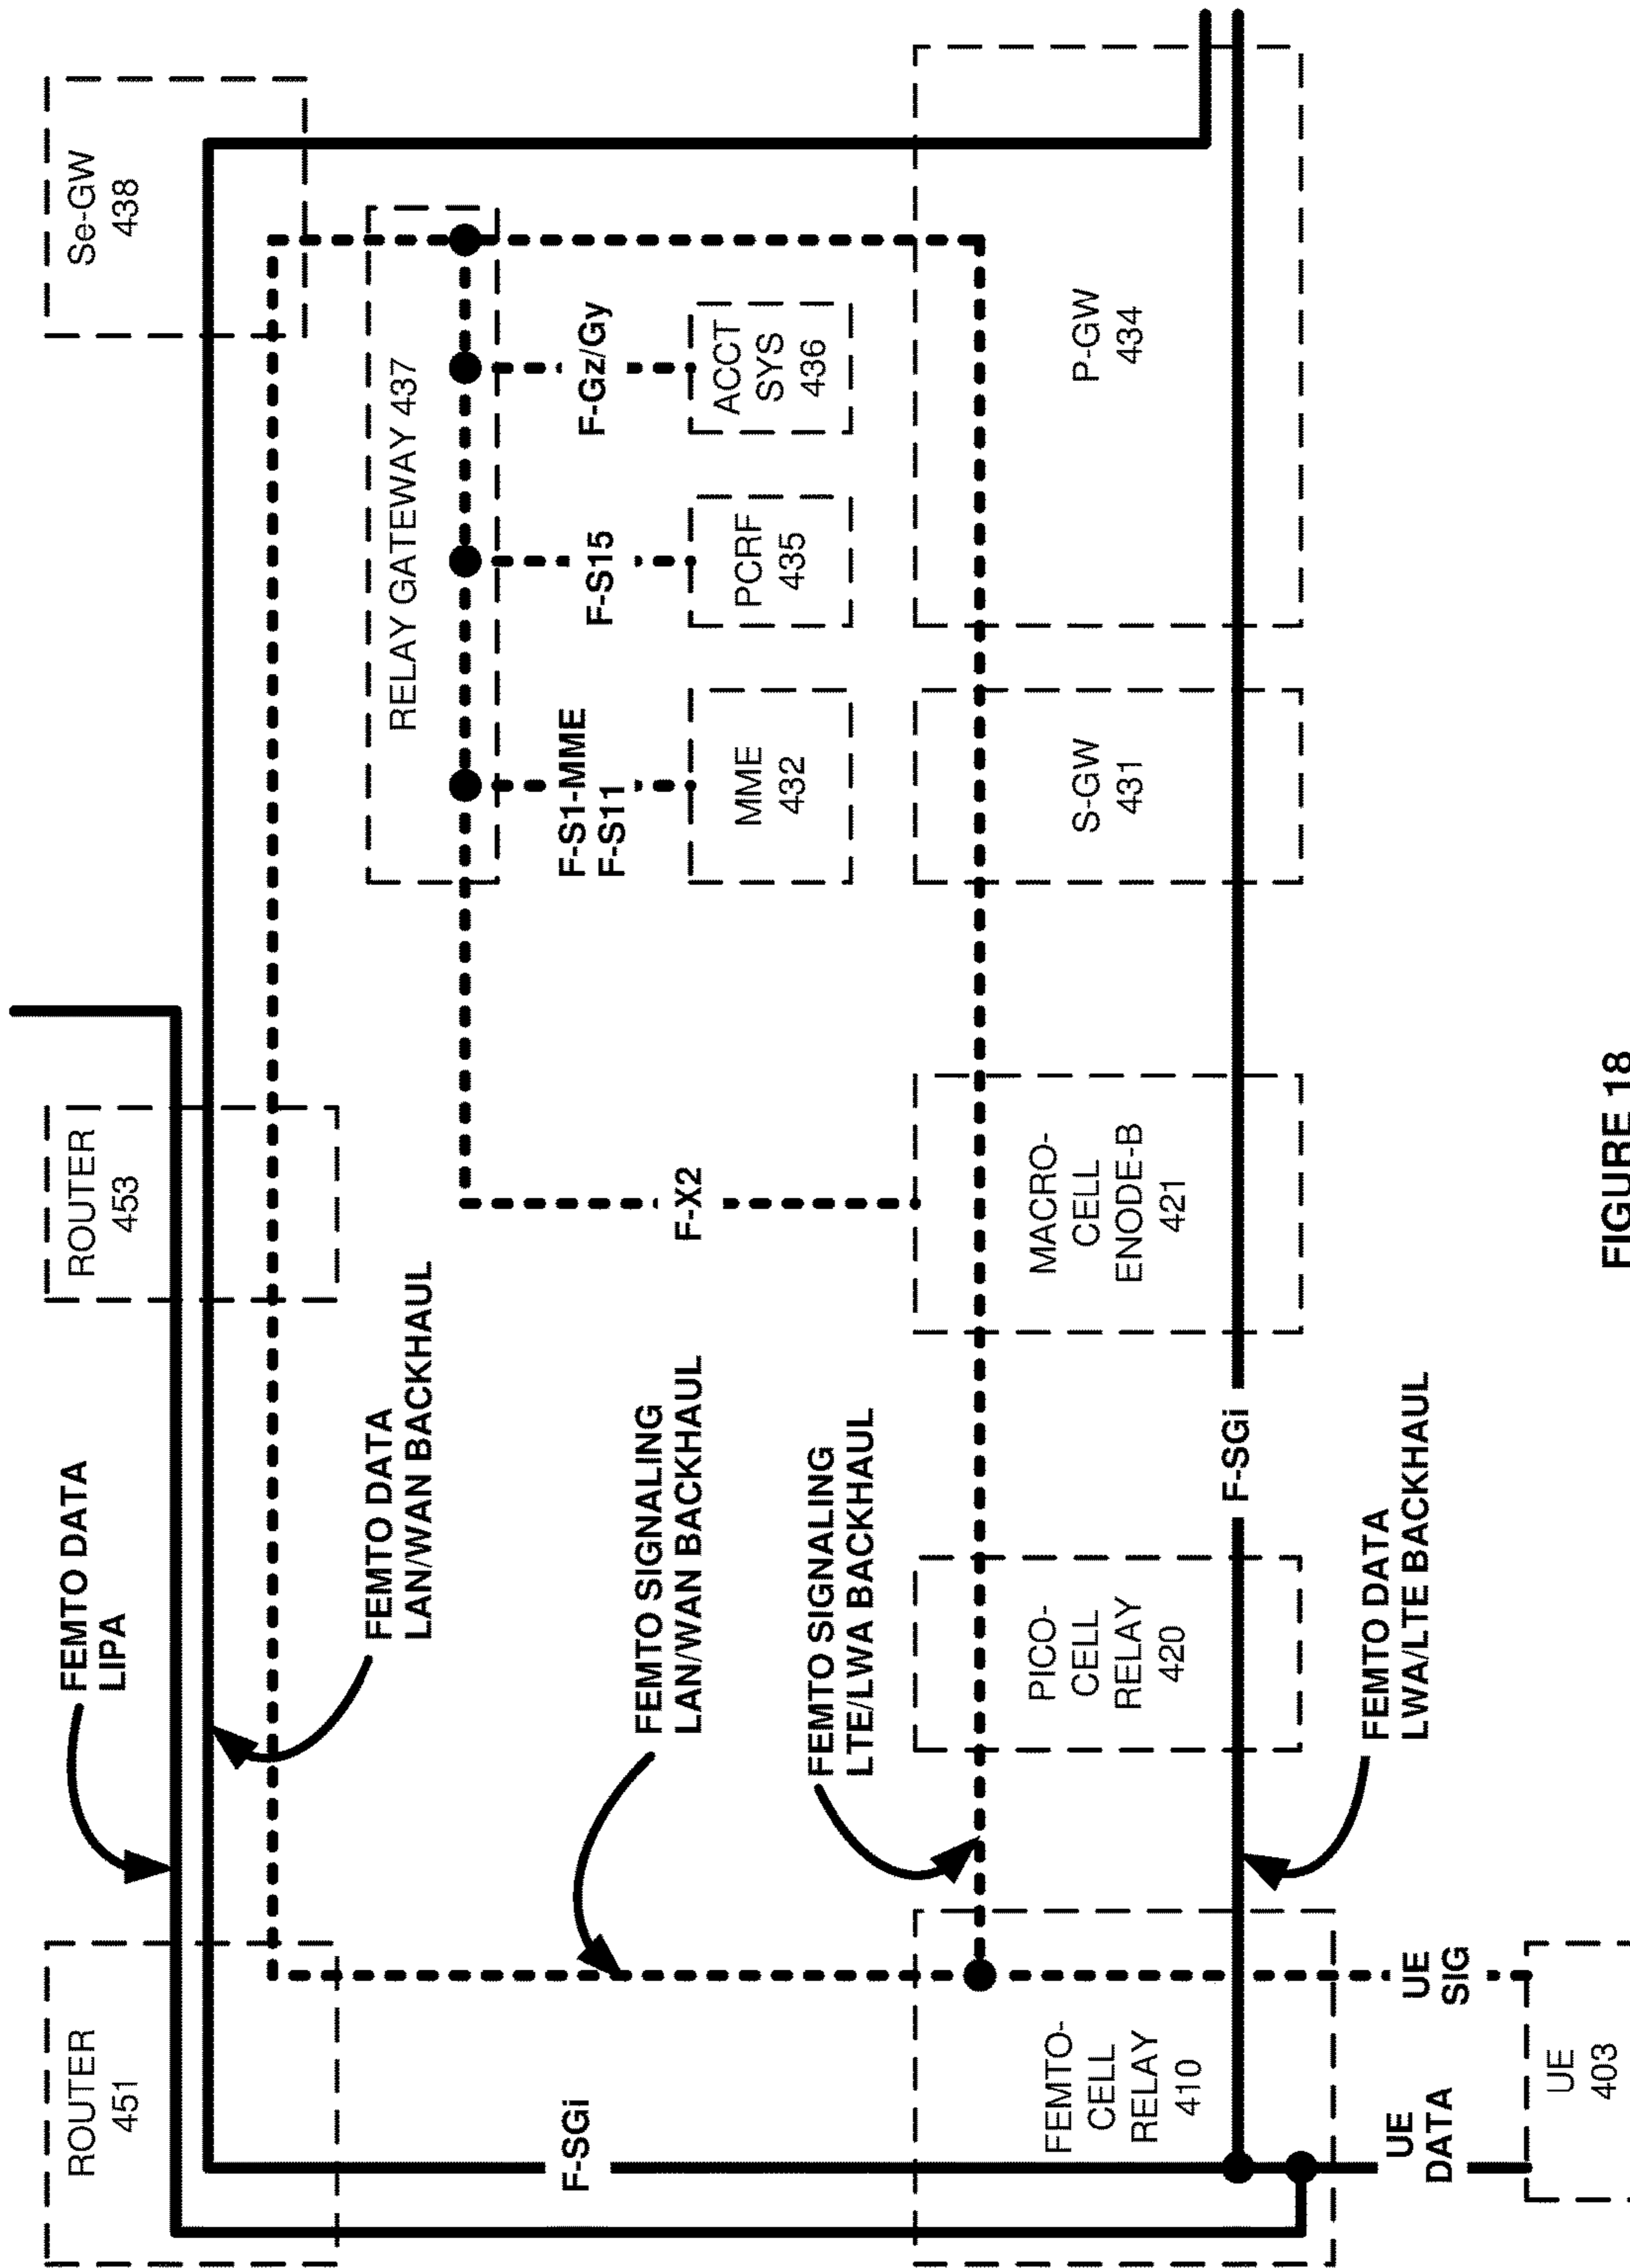 ROUTER
451
FEMTO DATA
LIPA
ROUTER
453
Se-GW
438
FEMTO DATA
LAN/WAN BACKHAUL
RELAY GATEWAY 437
F-SGi
FEMTO SIGNALING
LAN/WAN BACKHAUL
F-X2
F-S1-MME
F-S11
F-S15
F-Gz/Gy
MME
432
PCRF
435
ACCT
SYS
436
FEMTO SIGNALING
LTE/LWA BACKHAUL
FEMTO-
CELL
RELAY
410
PICO-
CELL
RELAY
420
MACRO-
CELL
ENODE-B
421
S-GW
431
P-GW
434
F-SGi
FEMTO DATA
LWA/LTE BACKHAUL
UE
DATA
UE
SIG
UE
403
FIGURE 18